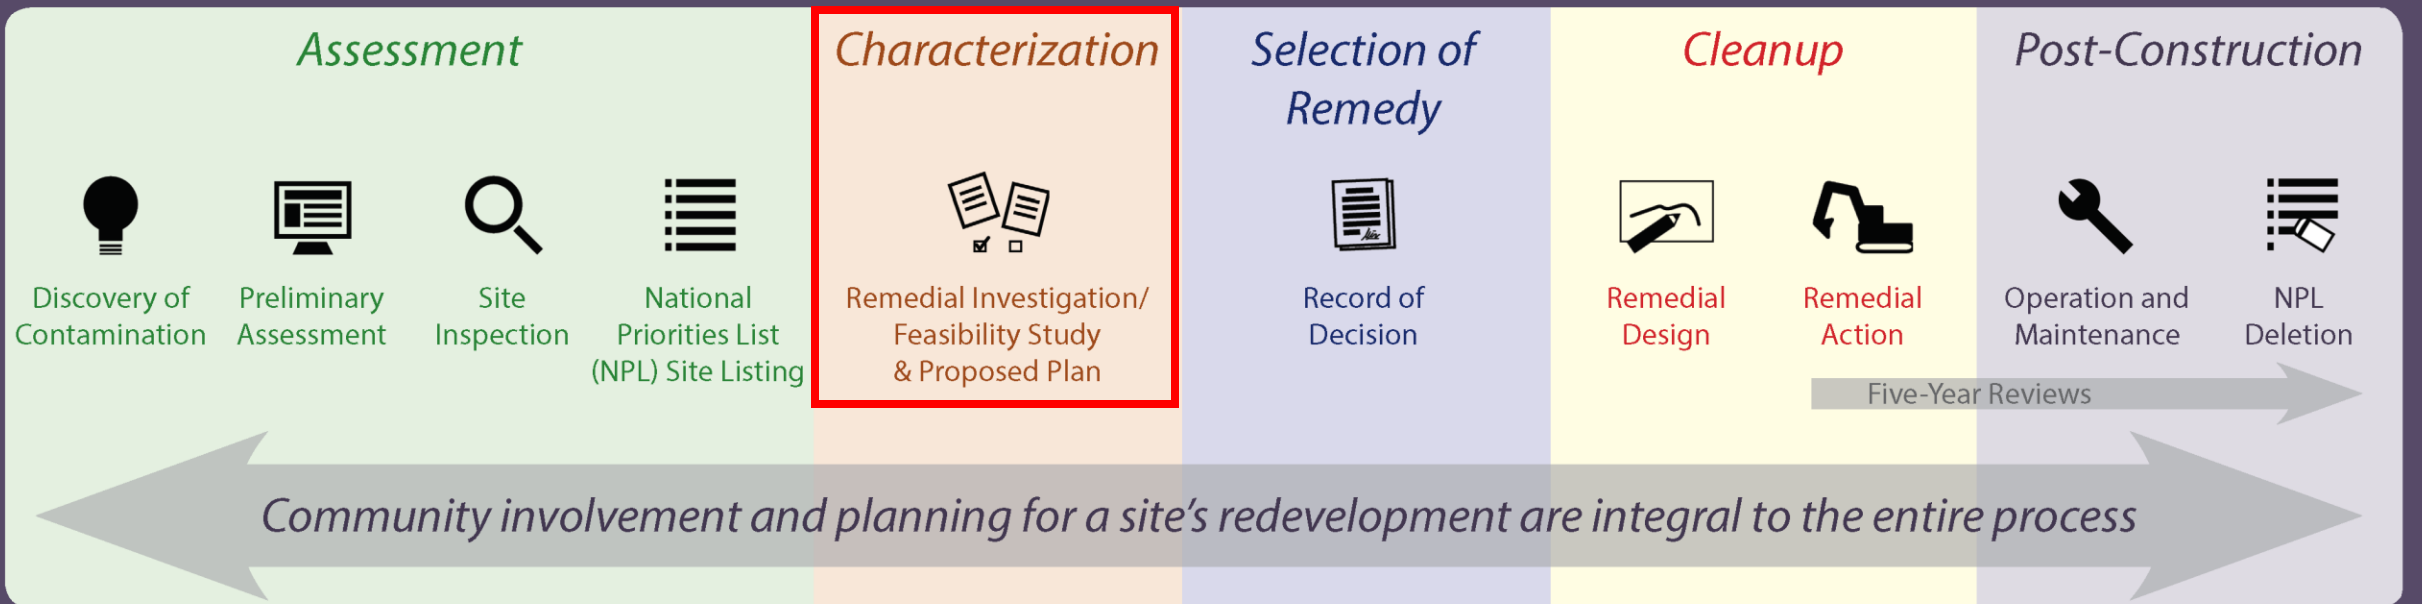 Assessment
Discovery of
Contamination
Preliminary
Assessment
Site
Inspection
National
Priorities List
(NPL) Site Listing
Characterization
Remedial Investigation/
Feasibility Study
& Proposed Plan
Selection of
Remedy
Record of
Decision
Cleanup
Remedial
Design
Remedial
Action
Post-Construction
Operation and
Maintenance
NPL
Deletion
Five-Year Reviews
Community involvement and planning for a site’s redevelopment are integral to the entire process